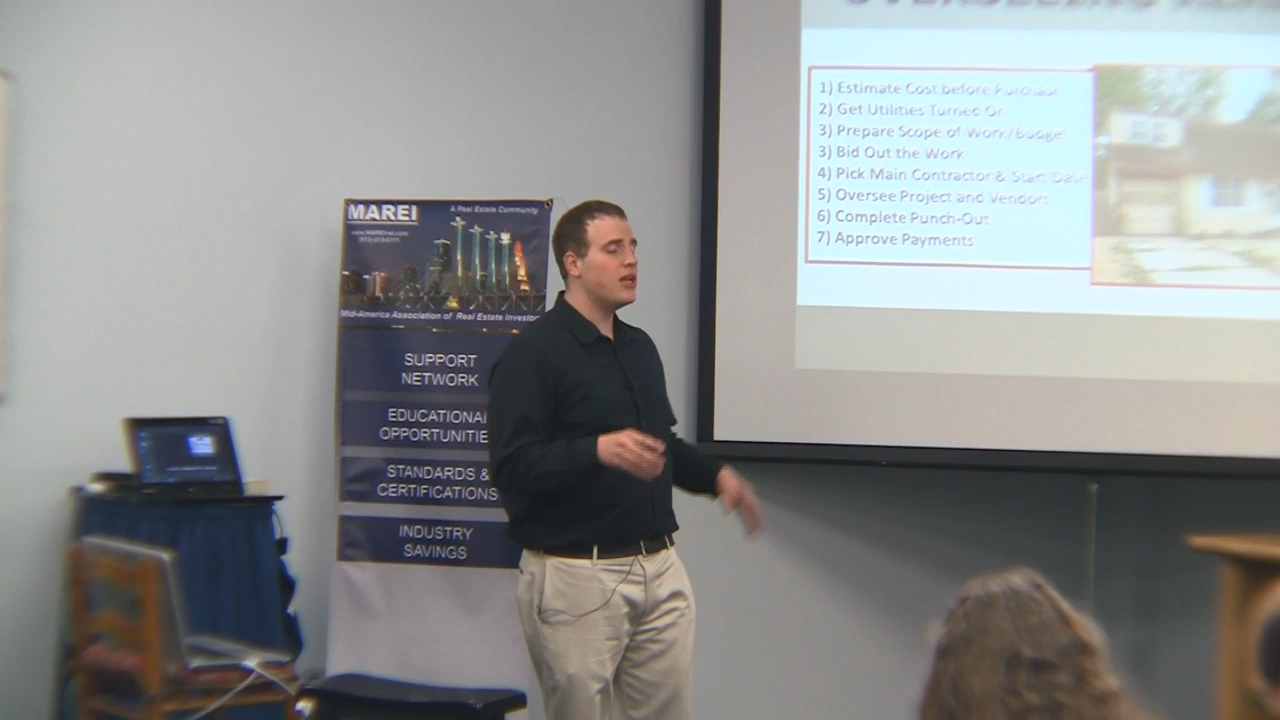 MAREI
A Real Estate Community
Mid-America Association of Real Estate Investor
SUPPORT
NETWORK
EDUCATIONAL
OPPORTUNITIE
STANDARDS &
CERTIFICATIONS
INDUSTRY
SAVINGS
OVERSEEING
1) Estimate Cost before Purchase
2) Get Utilities Turned On
3) Prepare Scope of Work/Budget
3) Bid Out the Work
4) Pick Main Contractor & Start Date
5) Oversee Project and Vendors
6) Complete Punch-Out
7) Approve Payments